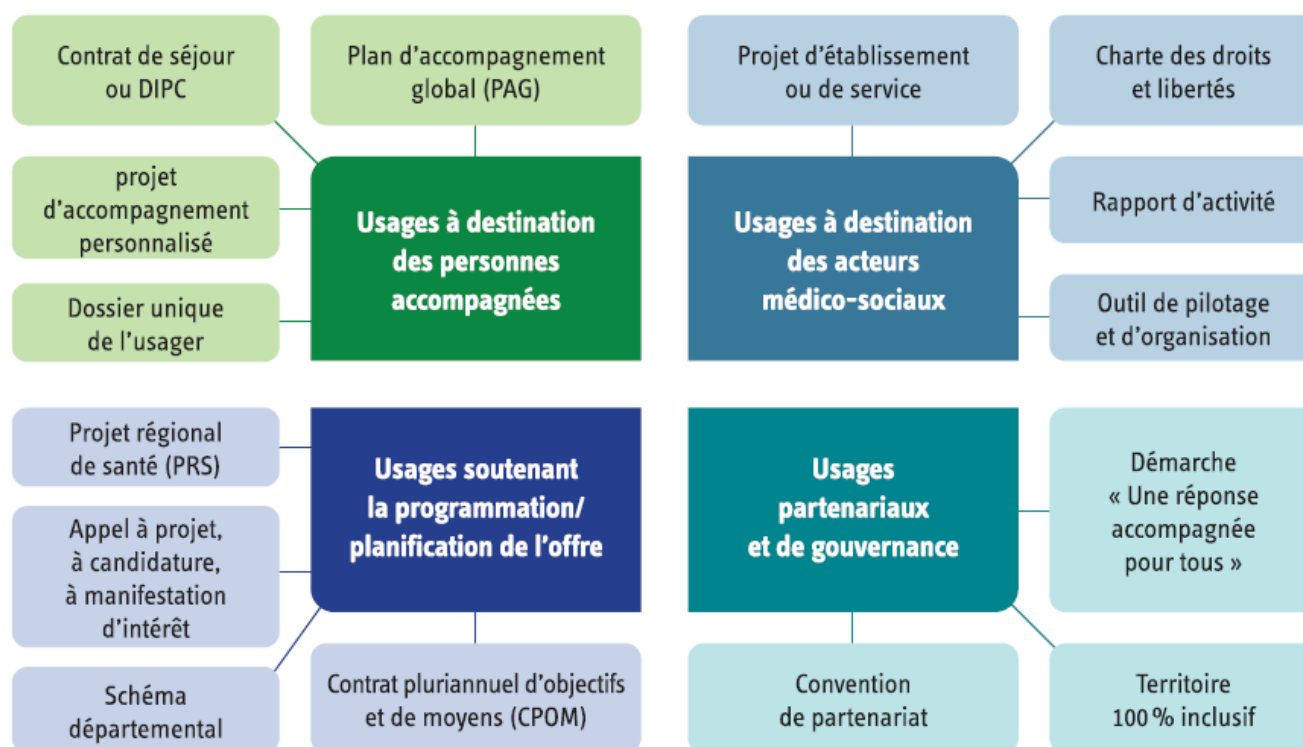 Contrat de séjour
ou DIPC
Plan d'accompagnement
global (PAG)
projet
d'accompagnement
personnalisé
Dossier unique
de l'usager
Usages à destination
des personnes
accompagnées
Projet d'établissement
ou de service
Charte des droits
et libertés
Usages à destination
des acteurs
médico-sociaux
Rapport d'activité
Outil de pilotage
et d'organisation
Projet régional
de santé (PRS)
Appel à projet,
à candidature,
à manifestation
d'intérêt
Schéma
départemental
Usages soutenant
la programmation/
planification de l'offre
Contrat pluriannuel d'objectifs
et de moyens (CPOM)
Usages
partenariaux
et de gouvernance
Démarche
« Une réponse
accompagnée
pour tous »
Convention
de partenariat
Territoire
100 % inclusif